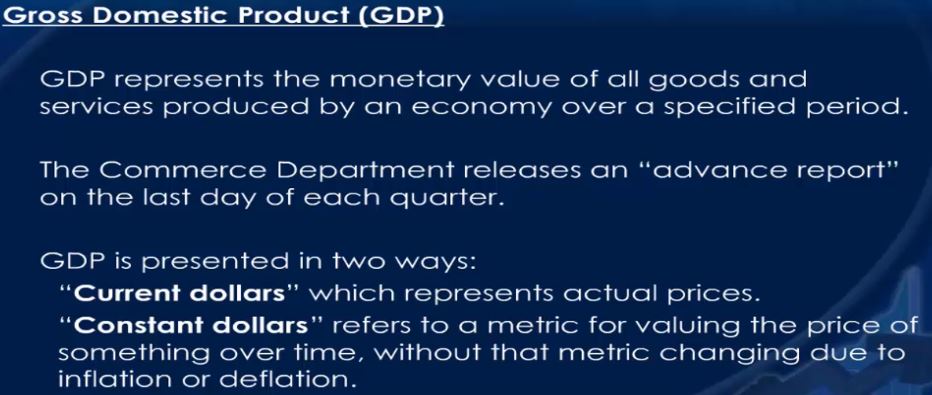 Gross Domestic Product (GDP)
GDP represents the monetary value of all goods and
services produced by an economy over a specified period.
The Commerce Department releases an “advance report”
on the last day of each quarter.
GDP is presented in two ways:
“Current dollars” which represents actual prices.
“Constant dollars” refers to a metric for valuing the price of
something over time, without that metric changing due to
inflation or deflation.